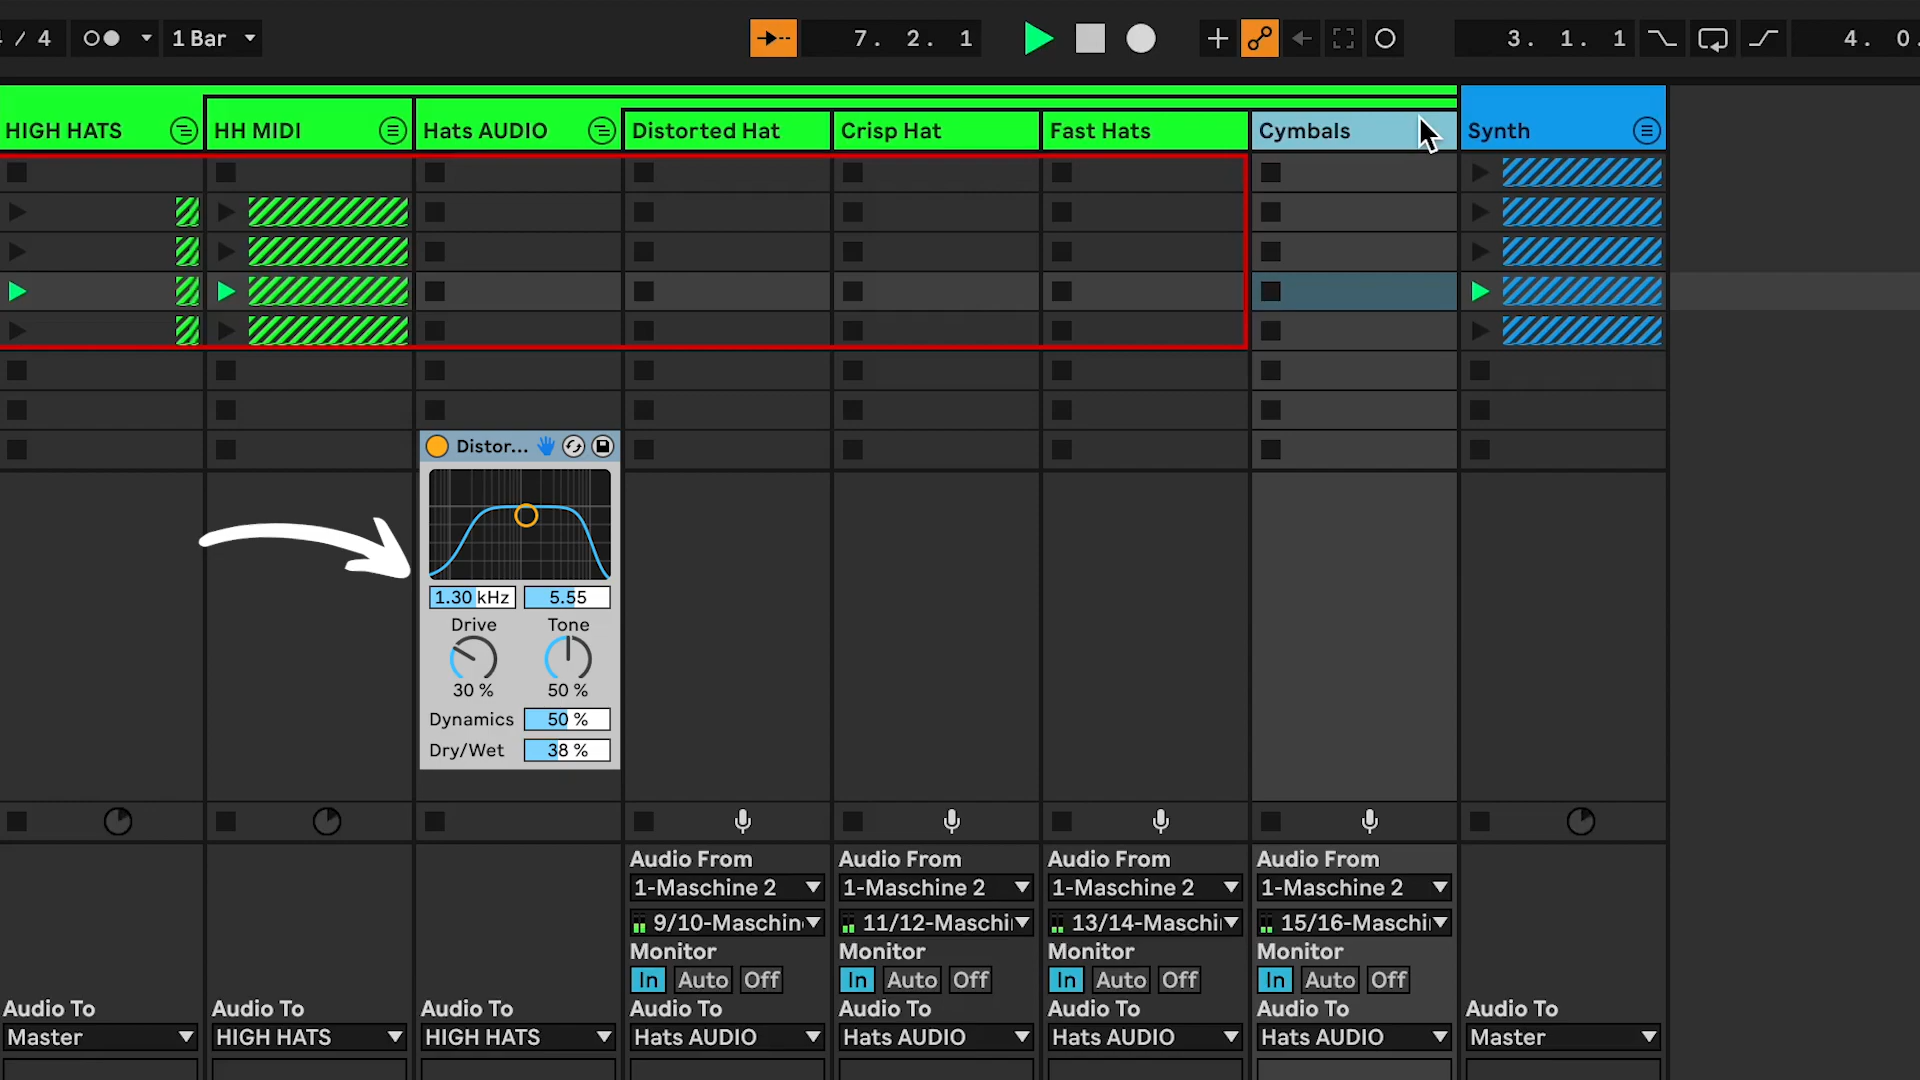 / 4
1 Bar
7. 2. 1
3. 1. 1
4. 0.
HIGH HATS
HH MIDI
Hats AUDIO
Distorted Hat
Crisp Hat
Fast Hats
Cymbals
Synth
Distor...
1.30 kHz
5.55
Drive
Tone
30 %
50 %
Dynamics
50 %
Dry/Wet
38 %
Audio From
Audio From
Audio From
Audio From
1-Maschine 2
1-Maschine 2
1-Maschine 2
1-Maschine 2
9/10-Maschin
11/12-Maschi
13/14-Maschi
15/16-Maschi
Monitor
Monitor
Monitor
Monitor
In Auto Off
In Auto Off
In Auto Off
In Auto Off
Audio To
Audio To
Audio To
Audio To
Audio To
Audio To
Audio To
Audio To
Master
HIGH HATS
HIGH HATS
Hats AUDIO
Hats AUDIO
Hats AUDIO
Hats AUDIO
Master